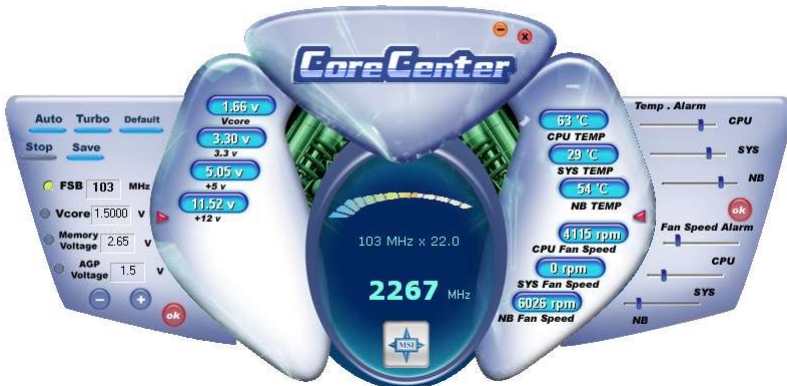 CoreCenter
Auto Turbo Default
Stop Save
FSB 103 MHz
Vcore 1.5000 v
Memory Voltage 2.65 v
AGP Voltage 1.5 v
ok
1.66 v
Vcore
3.30 v
3.3 v
5.05 v
+5 v
11.52 v
+12 v
103 MHz x 22.0
2267 MHz
MSI
63 °C
CPU TEMP
29 °C
SYS TEMP
54 °C
NB TEMP
4115 rpm
CPU Fan Speed
0 rpm
SYS Fan Speed
6026 rpm
NB Fan Speed
Temp . Alarm
CPU
SYS
NB
ok
Fan Speed Alarm
CPU
SYS
NB